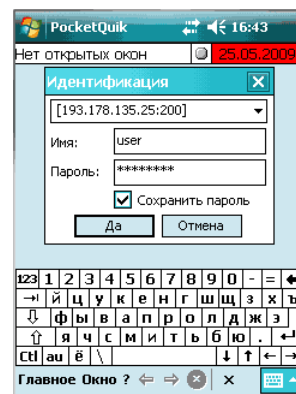 PocketQuik 16:43
Нет открытых окон 25.05.2009
Идентификация
[193.178.135.25:200]
Имя: user
Пароль: ********
Сохранить пароль
Да Отмена
123 1 2 3 4 5 6 7 8 9 0 - =
й ц у к е н г ш щ з х ъ
ф ы в а п р о л д ж э
я ч с м и т ь б ю .
Ctl au ё \
Главное Окно ?